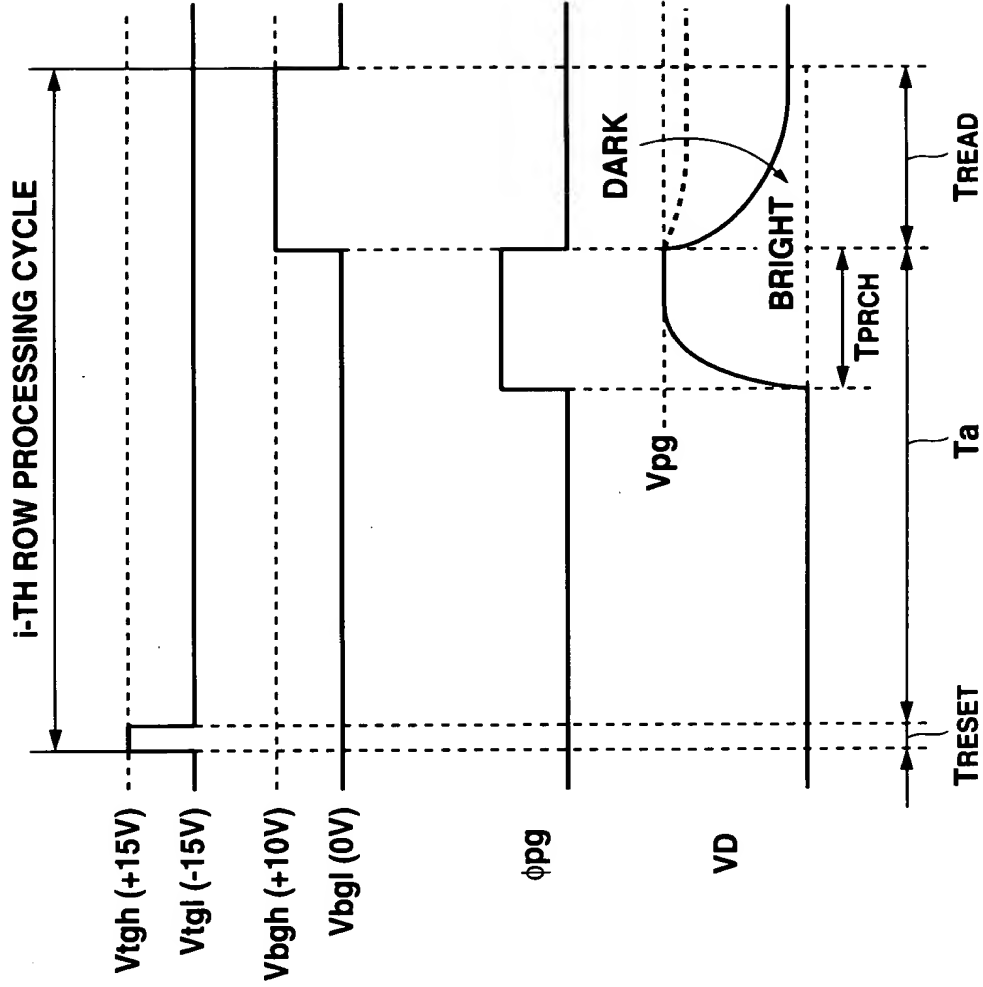 i-TH ROW PROCESSING CYCLE
Vtgh (+15V)
Vtgl (-15V)
Vbgh (+10V)
Vbgl (0V)
φpg
DARK
Vpg
BRIGHT
VD
TPRCH
TRESET
Ta
TREAD